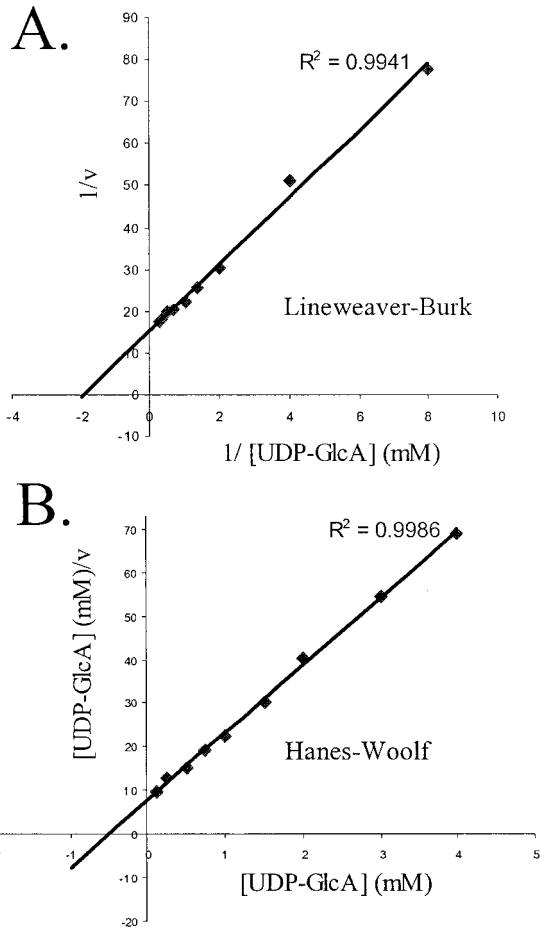 A.
90
80
70
60
50
40
30
20
10
0
-10
1/v
R² = 0.9941
Lineweaver-Burk
-4 -2 0 2 4 6 8 10
1/ [UDP-GlcA] (mM)
B.
70
60
50
40
30
20
10
0
-10
-20
[UDP-GlcA] (mM)/v
R² = 0.9986
Hanes-Woolf
-1 0 1 2 3 4 5
[UDP-GlcA] (mM)